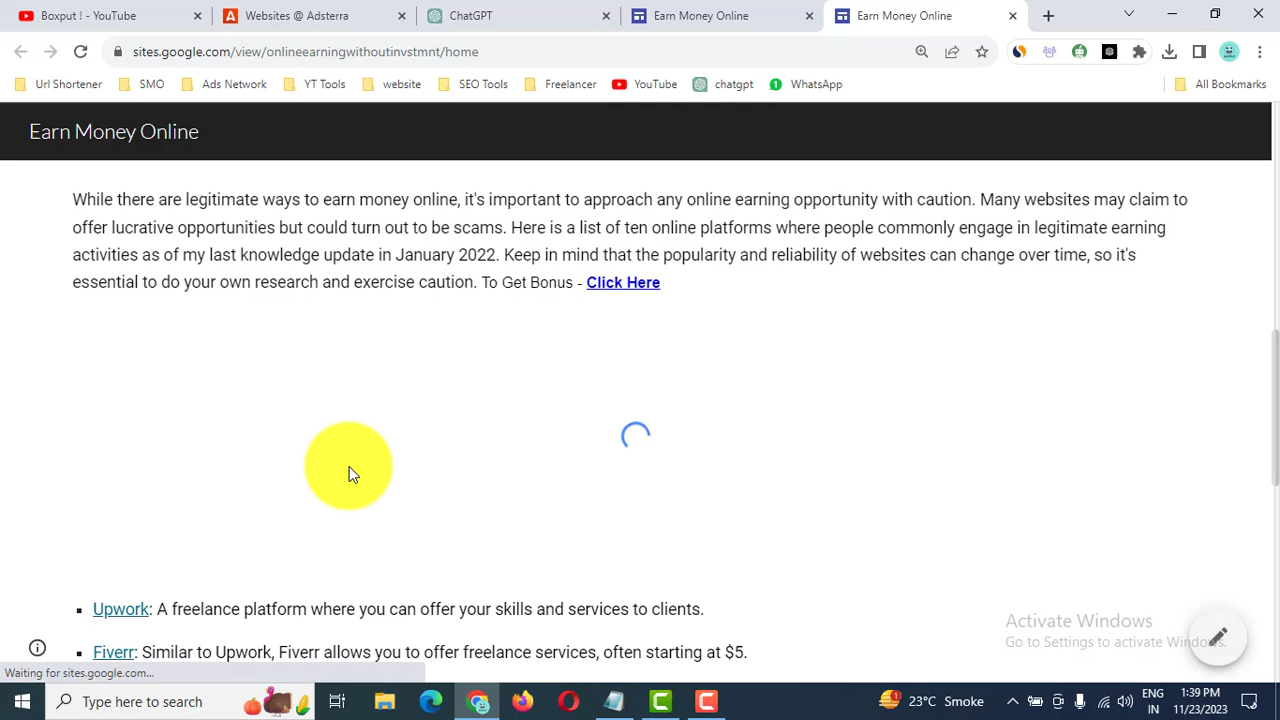 Boxput ! - YouTube
Websites @ Adsterra
ChatGPT
Earn Money Online
Earn Money Online
sites.google.com/view/onlineearningwithoutinvstmnt/home
Url Shortener
SMO
Ads Network
YT Tools
website
SEO Tools
Freelancer
YouTube
chatgpt
1
WhatsApp
All Bookmarks
Earn Money Online
While there are legitimate ways to earn money online, it's important to approach any online earning opportunity with caution. Many websites may claim to
offer lucrative opportunities but could turn out to be scams. Here is a list of ten online platforms where people commonly engage in legitimate earning
activities as of my last knowledge update in January 2022. Keep in mind that the popularity and reliability of websites can change over time, so it's
essential to do your own research and exercise caution. To Get Bonus - Click Here
Upwork: A freelance platform where you can offer your skills and services to clients.
Fiverr: Similar to Upwork, Fiverr allows you to offer freelance services, often starting at $5.
Activate Windows
Go to Settings to activate Windows.
Waiting for sites.google.com...
Type here to search
1
23°C Smoke
ENG
IN
1:39 PM
11/23/2023